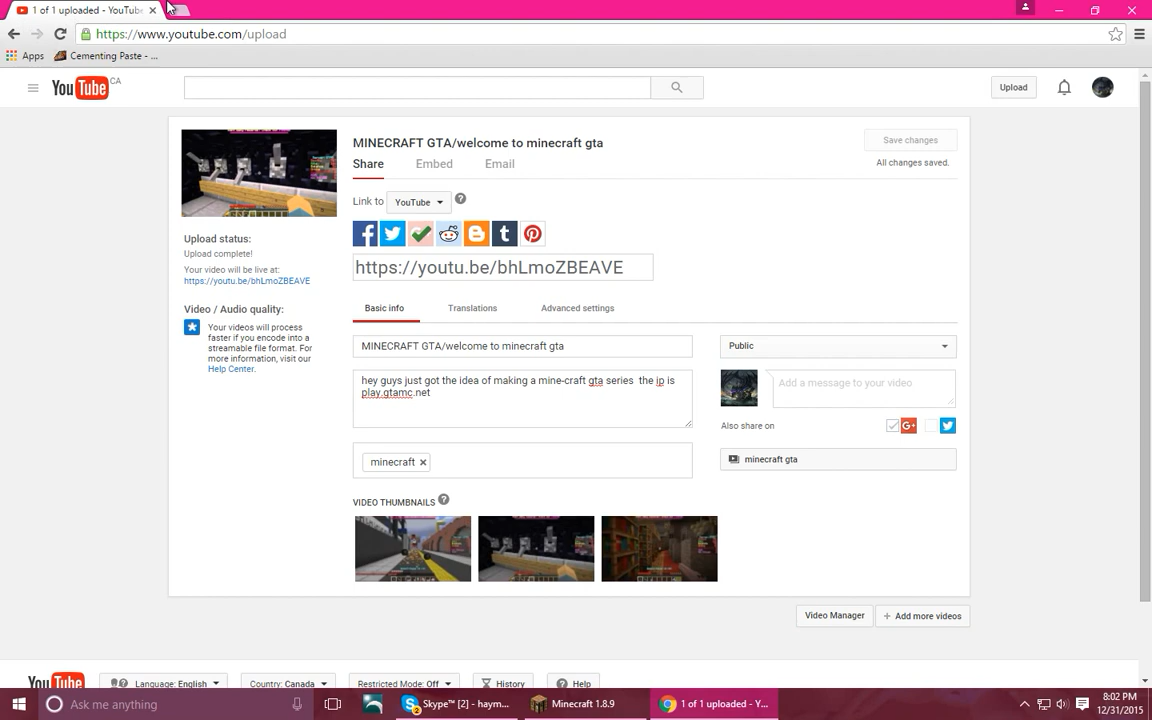 1 of 1 uploaded - YouTub
https://www.youtube.com/upload
Apps
Cementing Paste - ...
YouTube CA
Upload
MINECRAFT GTA/welcome to minecraft gta
Save changes
Share
Embed
Email
All changes saved.
Link to
YouTube
https://youtu.be/bhLmoZBEAVE
Upload status:
Upload complete!
Your video will be live at:
https://youtu.be/bhLmoZBEAVE
Video / Audio quality:
Your videos will process
faster if you encode into a
streamable file format. For
more information, visit our
Help Center.
Basic info
Translations
Advanced settings
MINECRAFT GTA/welcome to minecraft gta
Public
hey guys just got the idea of making a mine-craft gta series  the ip is
play.gtamc.net
Add a message to your video
Also share on
minecraft
minecraft gta
VIDEO THUMBNAILS
Video Manager
+ Add more videos
YouTube
Language: English
Country: Canada
Restricted Mode: Off
History
Help
Ask me anything
Skype™ [2] - haym...
Minecraft 1.8.9
1 of 1 uploaded - Y...
8:02 PM
12/31/2015